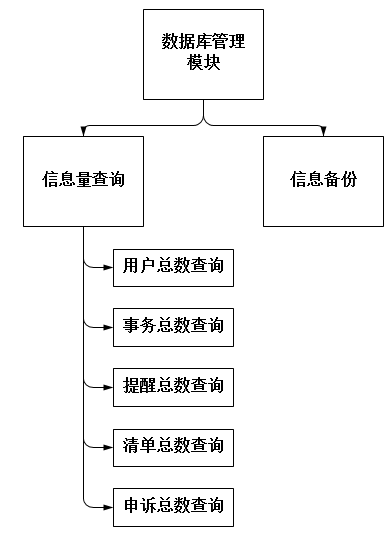 数据库管理
模块
信息量查询
信息备份
用户总数查询
事务总数查询
提醒总数查询
清单总数查询
申诉总数查询